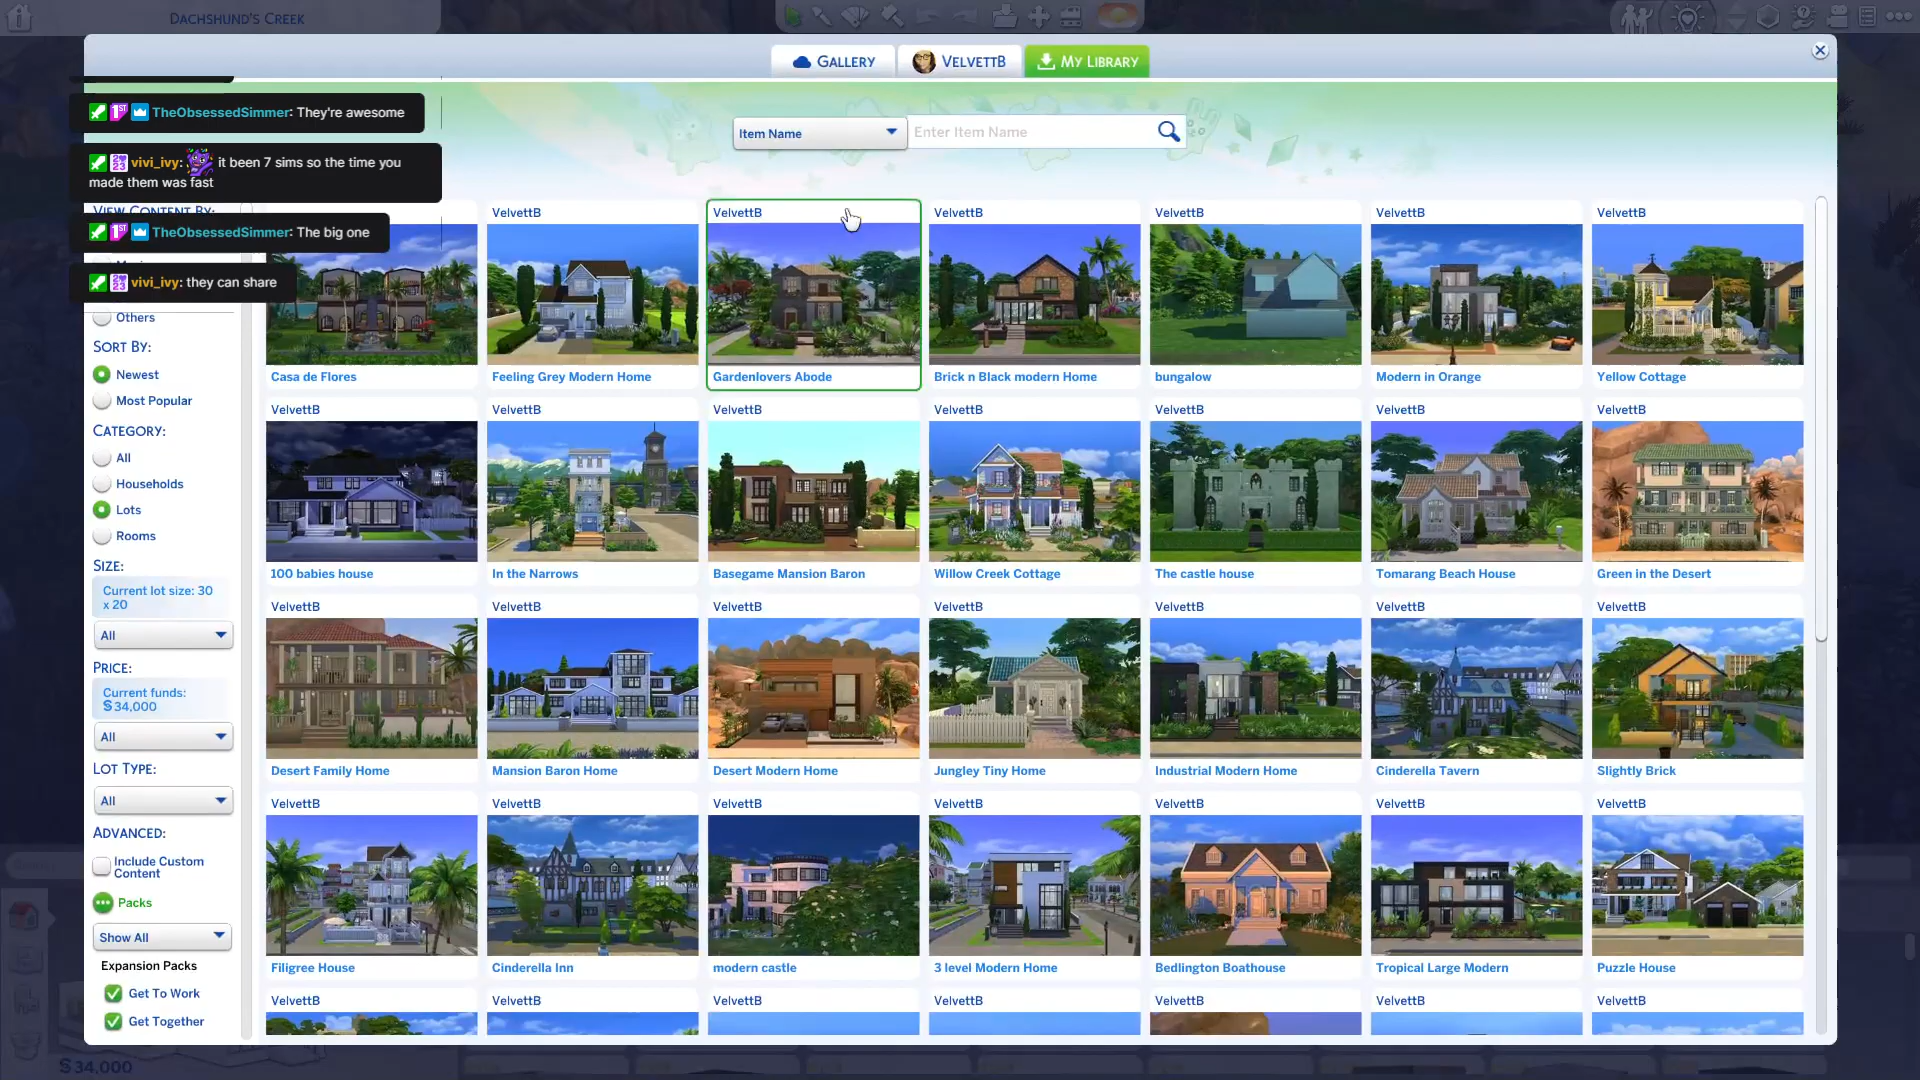 DACHSHUND'S CREEK
GALLERY
VELVETTB
MY LIBRARY
TheObsessedSimmer: They're awesome
Item Name
Enter Item Name
vivi_ivy: it been 7 sims so the time you
made them was fast
VIEW CONTENT BY:
TheObsessedSimmer: The big one
vivi_ivy: they can share
Others
SORT BY:
Newest
Most Popular
CATEGORY:
All
Households
Lots
Rooms
SIZE:
Current lot size: 30
x 20
All
PRICE:
Current funds:
§34,000
All
LOT TYPE:
All
ADVANCED:
Include Custom
Content
Packs
Show All
Expansion Packs
Get To Work
Get Together
VelvettB
VelvettB
VelvettB
VelvettB
VelvettB
VelvettB
Casa de Flores
Feeling Grey Modern Home
Gardenlovers Abode
Brick n Black modern Home
bungalow
Modern in Orange
Yellow Cottage
VelvettB
VelvettB
VelvettB
VelvettB
VelvettB
VelvettB
VelvettB
100 babies house
In the Narrows
Basegame Mansion Baron
Willow Creek Cottage
The castle house
Tomarang Beach House
Green in the Desert
VelvettB
VelvettB
VelvettB
VelvettB
VelvettB
VelvettB
VelvettB
Desert Family Home
Mansion Baron Home
Desert Modern Home
Jungley Tiny Home
Industrial Modern Home
Cinderella Tavern
Slightly Brick
VelvettB
VelvettB
VelvettB
VelvettB
VelvettB
VelvettB
VelvettB
Filigree House
Cinderella Inn
modern castle
3 level Modern Home
Bedlington Boathouse
Tropical Large Modern
Puzzle House
VelvettB
VelvettB
VelvettB
VelvettB
VelvettB
VelvettB
VelvettB
§34,000